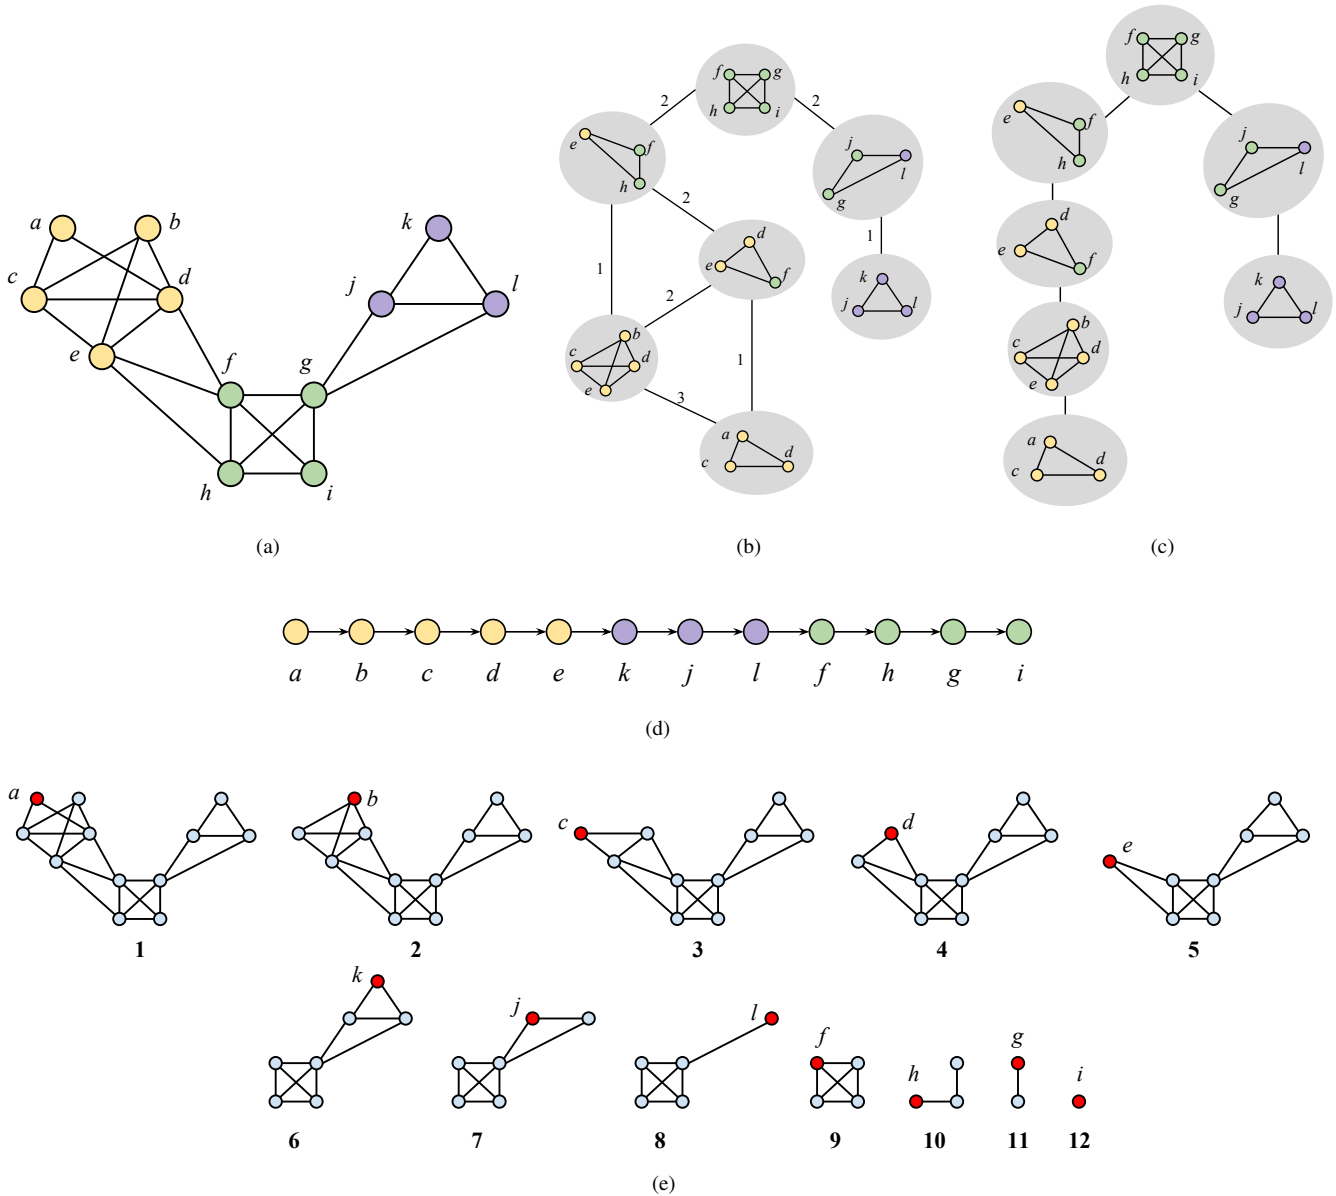 a b k
c d j l
e f g
h i
(a)
f g
h i
2 2
e f
h
j l
g
2
1
1
d
e f
k
j l
2
b
c d
e
1
3
a
c d
(b)
f g
h i
e f
h
j l
g
d
e f
k
j l
b
c d
e
a
c d
(c)
a b c d e k j l f h g i
(d)
a b c d e
1 2 3 4 5
k j l f h g i
6 7 8 9 10 11 12
(e)